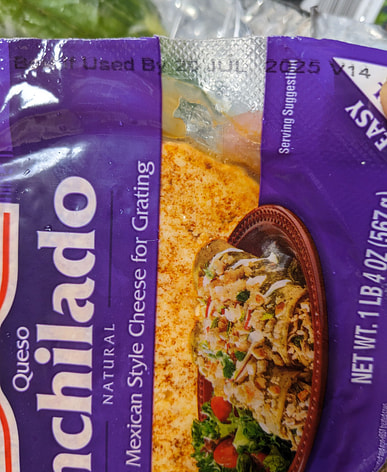 Best if Used By 20 JUL 2025 V14
Queso
nchilado
NATURAL
Mexican Style Cheese for Grating
Serving Suggestion
EASY
NET WT. 1 LB 4 OZ (567 g)